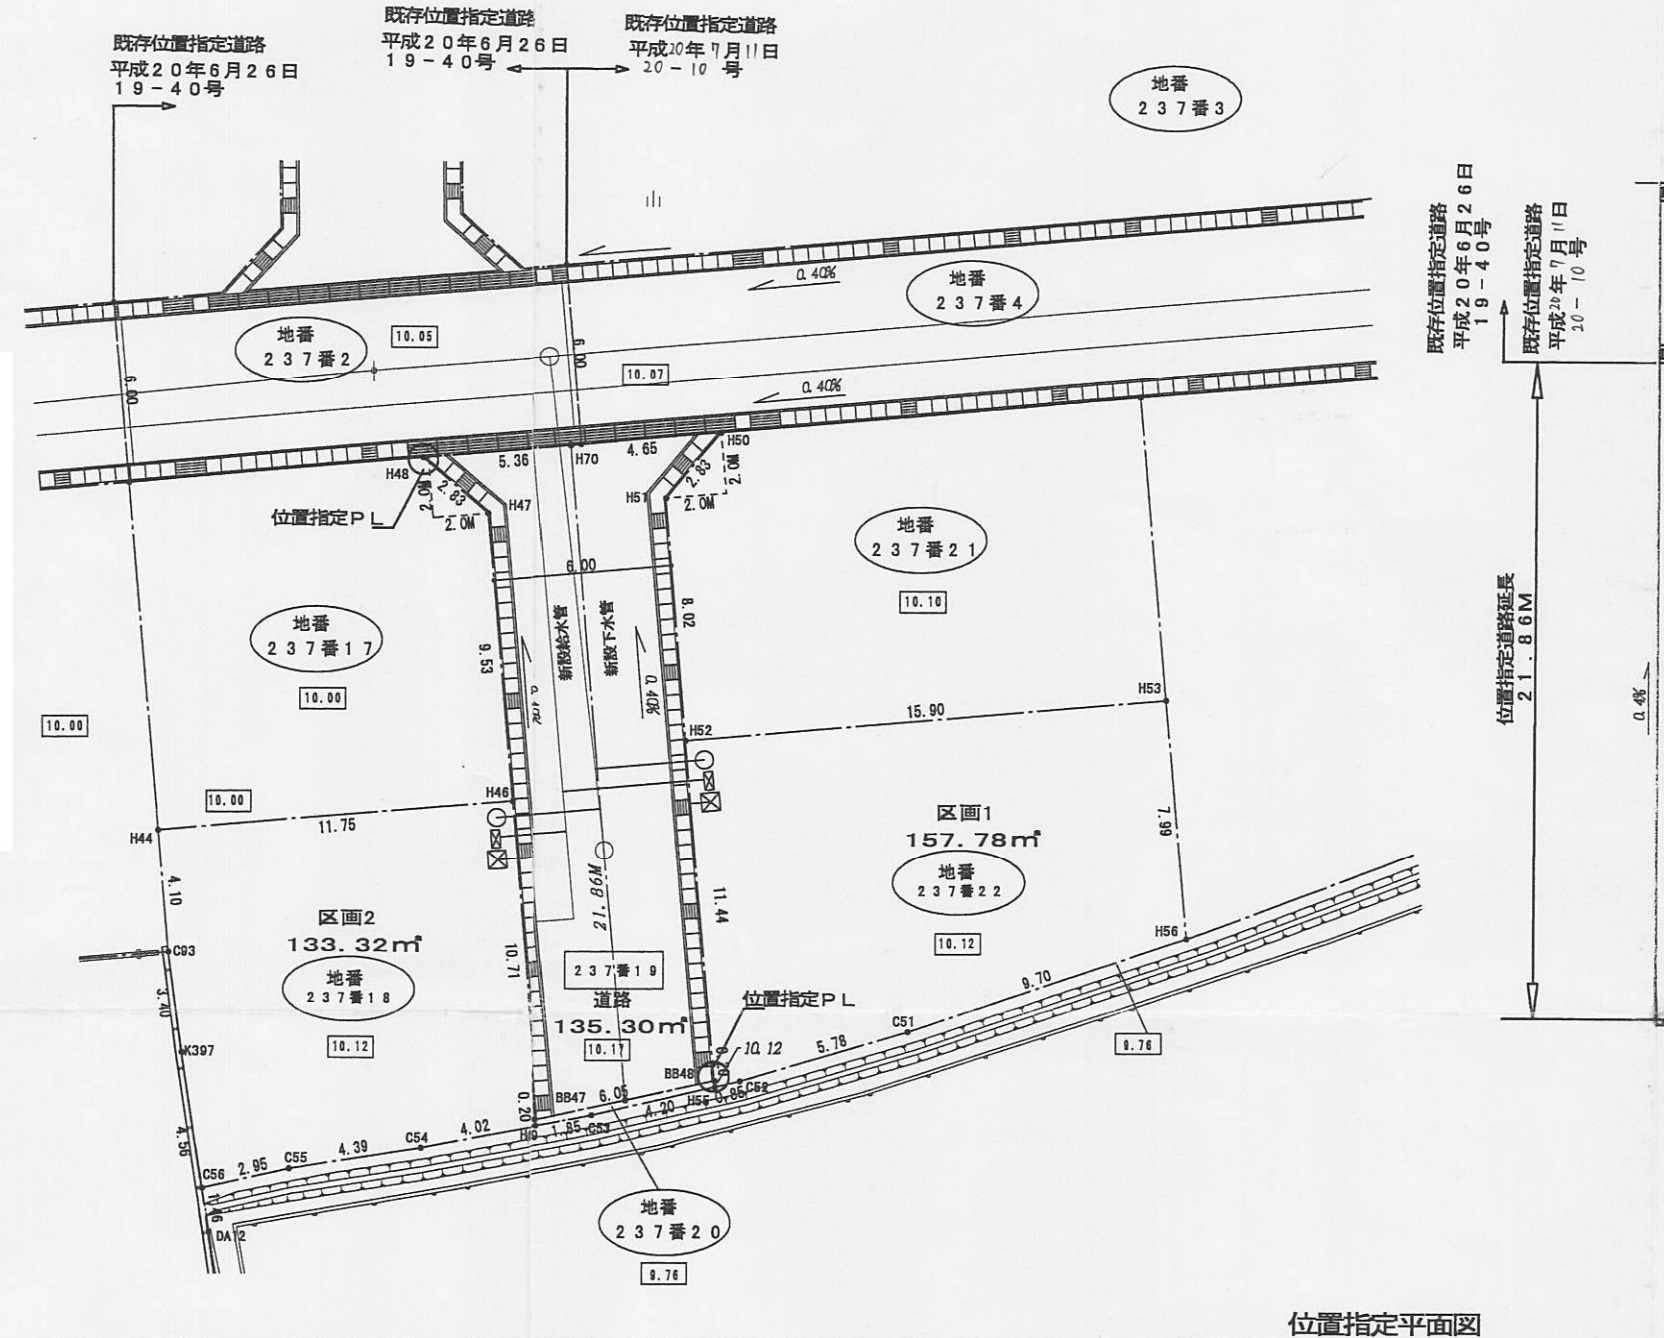 既存位置指定道路
平成20年6月26日
19-40号
既存位置指定道路
平成20年6月26日
19-40号
既存位置指定道路
平成20年7月11日
20-10号
地番
237番3
既存位置指定道路
平成20年6月26日
19-40号
既存位置指定道路
平成20年7月11日
20-10号
0.40%
地番
237番4
地番
237番2
10.05
6.00
6.00
10.07
0.40%
H48
5.36
H70
4.65
H50
2.83
2.0M
2.0M
H47
H51
2.83
2.0M
2.0M
位置指定PL
地番
237番21
10.10
6.00
地番
237番17
10.00
10.00
10.00
9.53
新設給水管
新設下水管
8.02
0.40%
0.40%
位置指定道路延長
21.86M
0.4%
H53
15.90
H52
H46
11.75
H44
7.99
区画1
157.78㎡
地番
237番22
10.12
4.10
区画2
133.32㎡
地番
237番18
10.12
21.86M
11.44
10.71
C93
3.40
K397
237番19
道路
135.30㎡
10.17
位置指定PL
H56
9.70
C51
5.78
9.76
10.12
0.20
BB48
C52
H55
0.85
BB47
6.05
4.20
0.20
1.85
C53
4.02
C54
4.39
C55
2.95
C56
4.56
1.46
DA12
地番
237番20
9.76
位置指定平面図